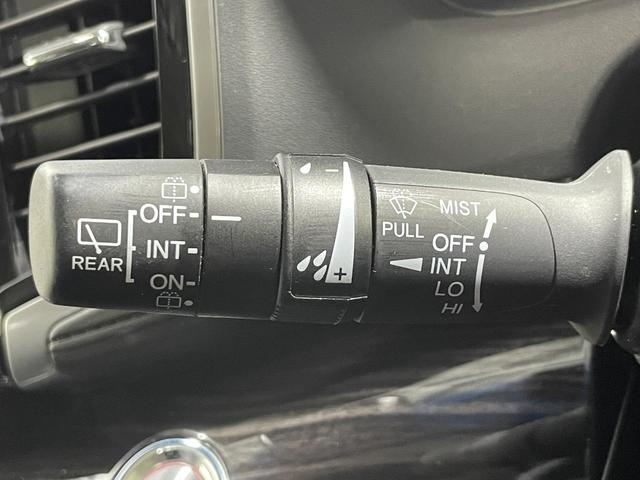 REAR
OFF
INT
ON
−
+
PULL
MIST
OFF
INT
LO
HI